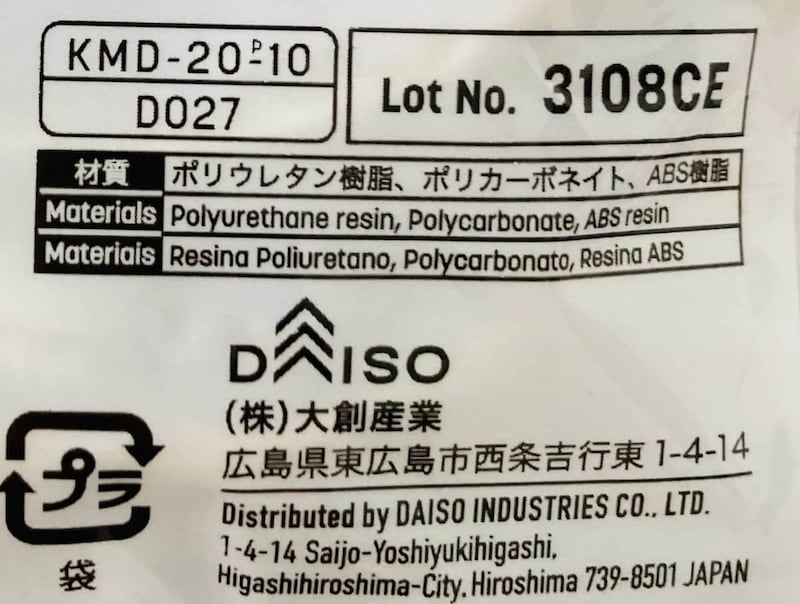 KMD-20P-10
D027
Lot No. 3108CE
材質 ポリウレタン樹脂、ポリカーボネイト、ABS樹脂
Materials Polyurethane resin, Polycarbonate, ABS resin
Materiais Resina Poliuretano, Polycarbonato, Resina ABS
DAISO
(株)大創産業
広島県東広島市西条吉行東 1-4-14
プラ
袋
Distributed by DAISO INDUSTRIES CO., LTD.
1-4-14 Saijo-Yoshiyukihigashi,
Higashihiroshima-City, Hiroshima 739-8501 JAPAN